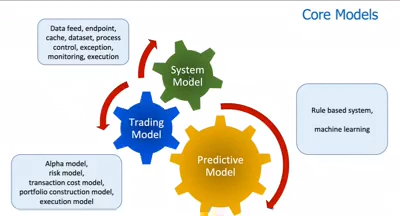 Core Models
Data feed, endpoint,
cache, dataset, process
control, exception,
monitoring, execution
System
Model
Trading
Model
Predictive
Model
Rule based system,
machine learning
Alpha model,
risk model,
transaction cost model,
portfolio construction model,
execution model